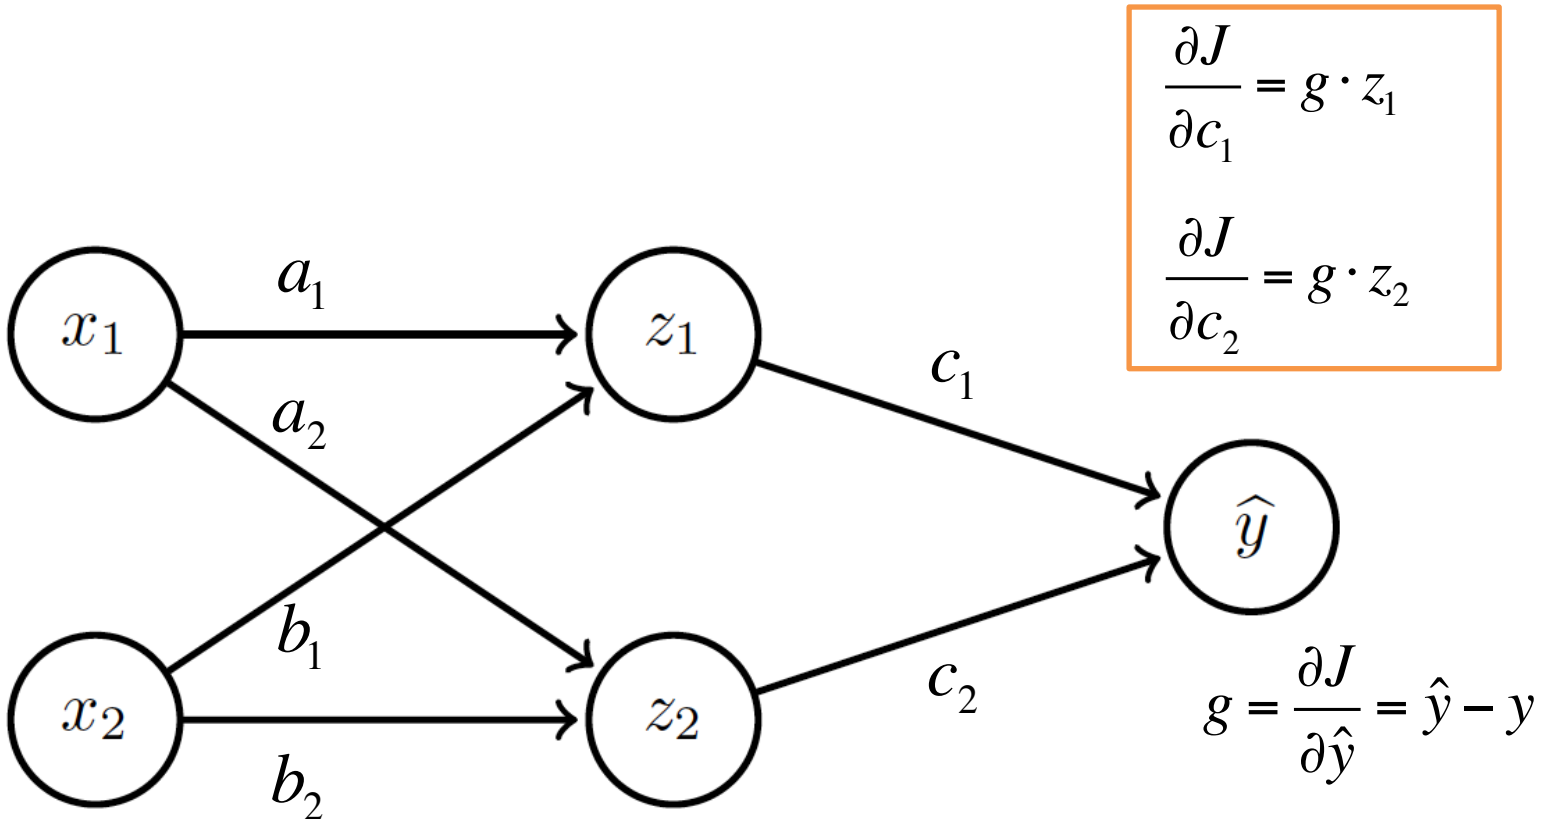 ∂J/∂c₁ = g · z₁
∂J/∂c₂ = g · z₂
a₁
x₁
z₁
c₁
a₂
ŷ
b₁
x₂
z₂
c₂
g = ∂J/∂ŷ = ŷ − y
b₂